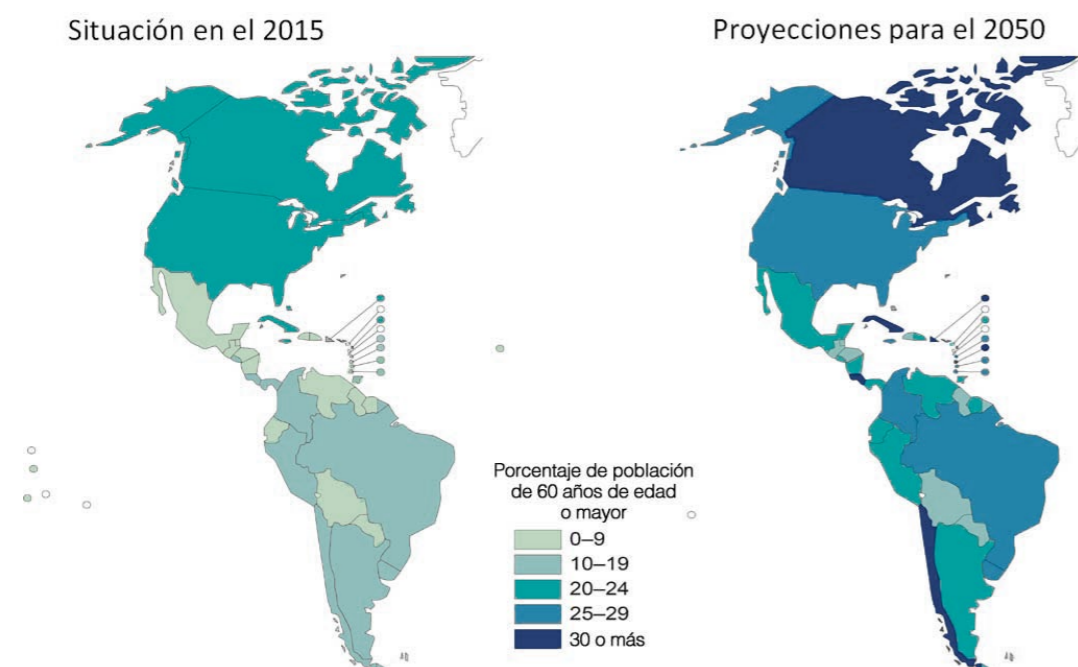 Situación en el 2015
Proyecciones para el 2050
Porcentaje de población
de 60 años de edad
o mayor
0–9
10–19
20–24
25–29
30 o más